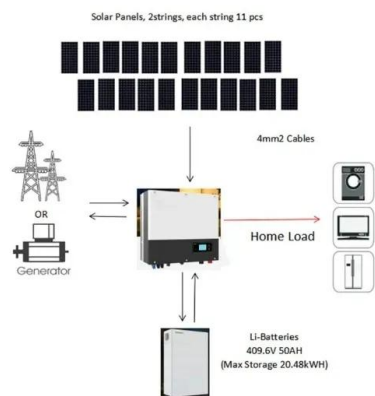 Solar Panels, 2strings, each string 11 pcs
4mm2 Cables
OR
Generator
Home Load
Li-Batteries
409.6V 50AH
(Max Storage 20.48kWH)